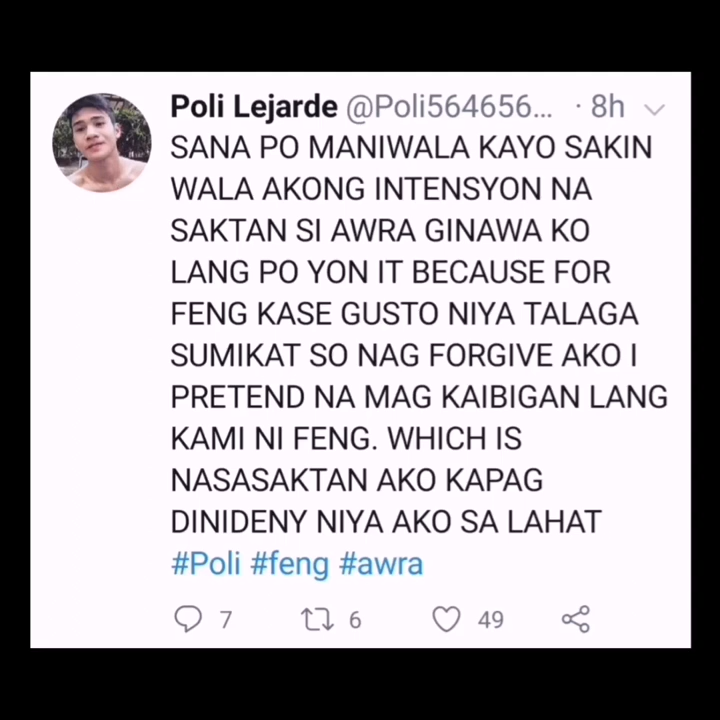 Poli Lejarde @Poli564656... · 8h
SANA PO MANIWALA KAYO SAKIN
WALA AKONG INTENSYON NA
SAKTAN SI AWRA GINAWA KO
LANG PO YON IT BECAUSE FOR
FENG KASE GUSTO NIYA TALAGA
SUMIKAT SO NAG FORGIVE AKO I
PRETEND NA MAG KAIBIGAN LANG
KAMI NI FENG. WHICH IS
NASASAKTAN AKO KAPAG
DINIDENY NIYA AKO SA LAHAT
#Poli #feng #awra
7 6 49